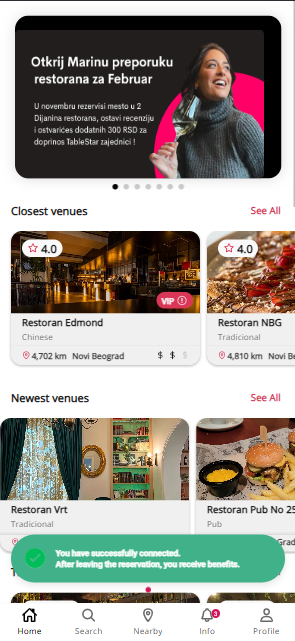 Otkrij Marinu preporuku
restorana za Februar
U novembru rezervisi mesto u 2
Dijanina restorana, ostavi recenziju
i ostvarićes dodatnih 300 RSD za
doprinos TableStar zajednici !
Closest venues
See All
4.0
4.0
VIP
Restoran Edmond
Restoran NBG
Chinese
Tradicional
4,702 km Novi Beograd
$ $ $
4,810 km Novi Be
Newest venues
See All
Restoran Vrt
Restoran Pub No 25
Tradicional
Pub
You have successfully connected.
After leaving the reservation, you receive benefits.
3
Home
Search
Nearby
Info
Profile